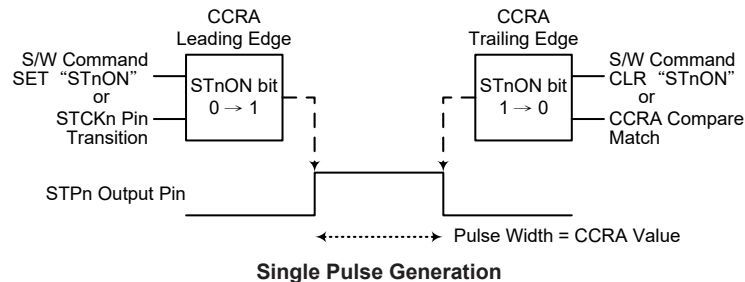 CCRA
Leading Edge
S/W Command
SET “STnON”
or
STCKn Pin
Transition
STnON bit
0 → 1
CCRA
Trailing Edge
STnON bit
1 → 0
S/W Command
CLR “STnON”
or
CCRA Compare
Match
STPn Output Pin
Pulse Width = CCRA Value
Single Pulse Generation